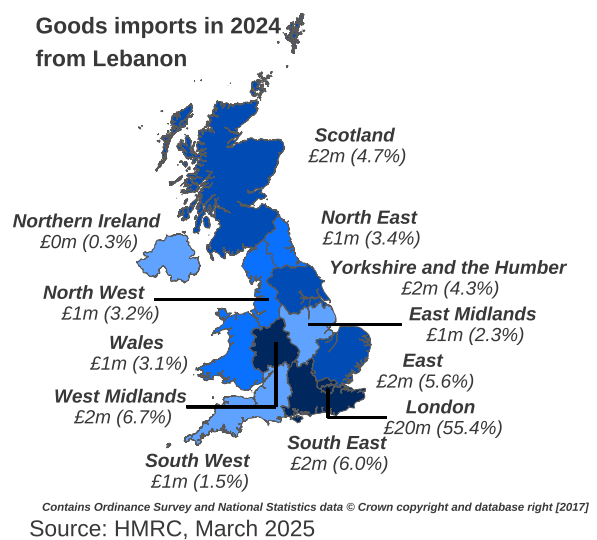 Goods imports in 2024
from Lebanon
Scotland
£2m (4.7%)
Northern Ireland
£0m (0.3%)
North East
£1m (3.4%)
Yorkshire and the Humber
£2m (4.3%)
North West
£1m (3.2%)
East Midlands
£1m (2.3%)
Wales
£1m (3.1%)
East
£2m (5.6%)
West Midlands
£2m (6.7%)
London
£20m (55.4%)
South East
£2m (6.0%)
South West
£1m (1.5%)
Contains Ordinance Survey and National Statistics data © Crown copyright and database right [2017]
Source: HMRC, March 2025